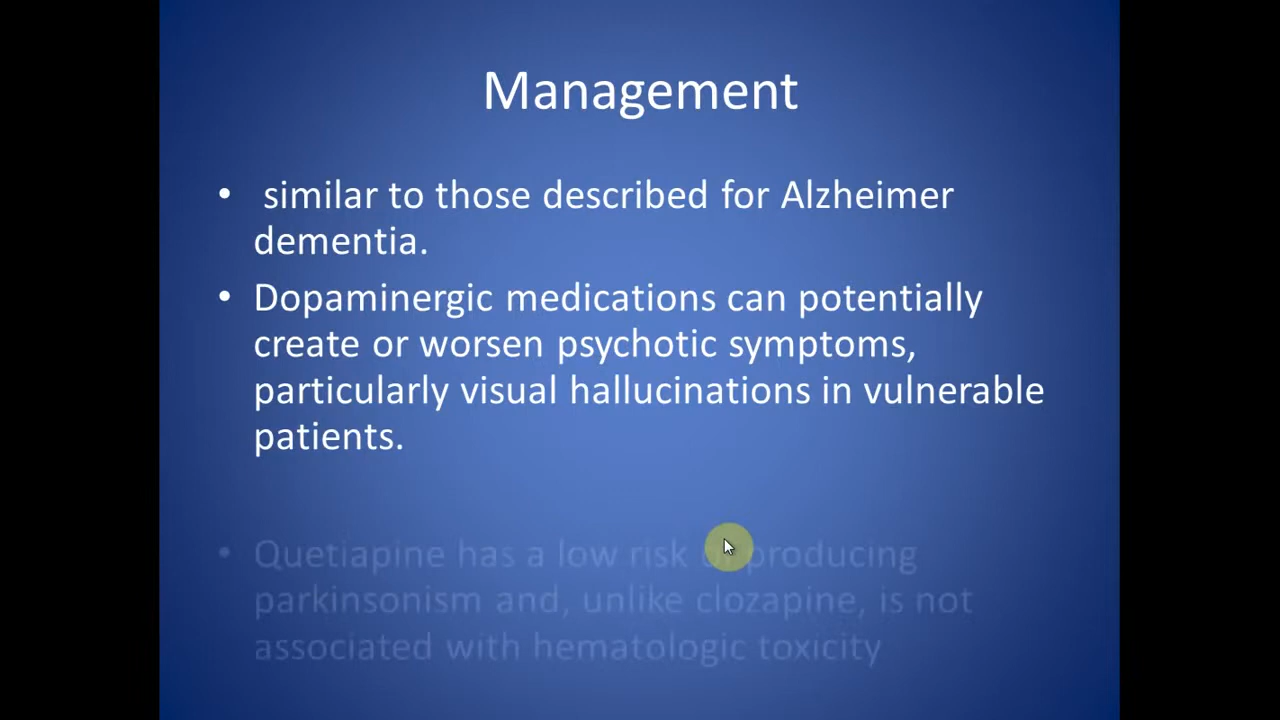 Management
• similar to those described for Alzheimer
dementia.
• Dopaminergic medications can potentially
create or worsen psychotic symptoms,
particularly visual hallucinations in vulnerable
patients.
• Quetiapine has a low risk of producing
parkinsonism and, unlike clozapine, is not
associated with hematologic toxicity